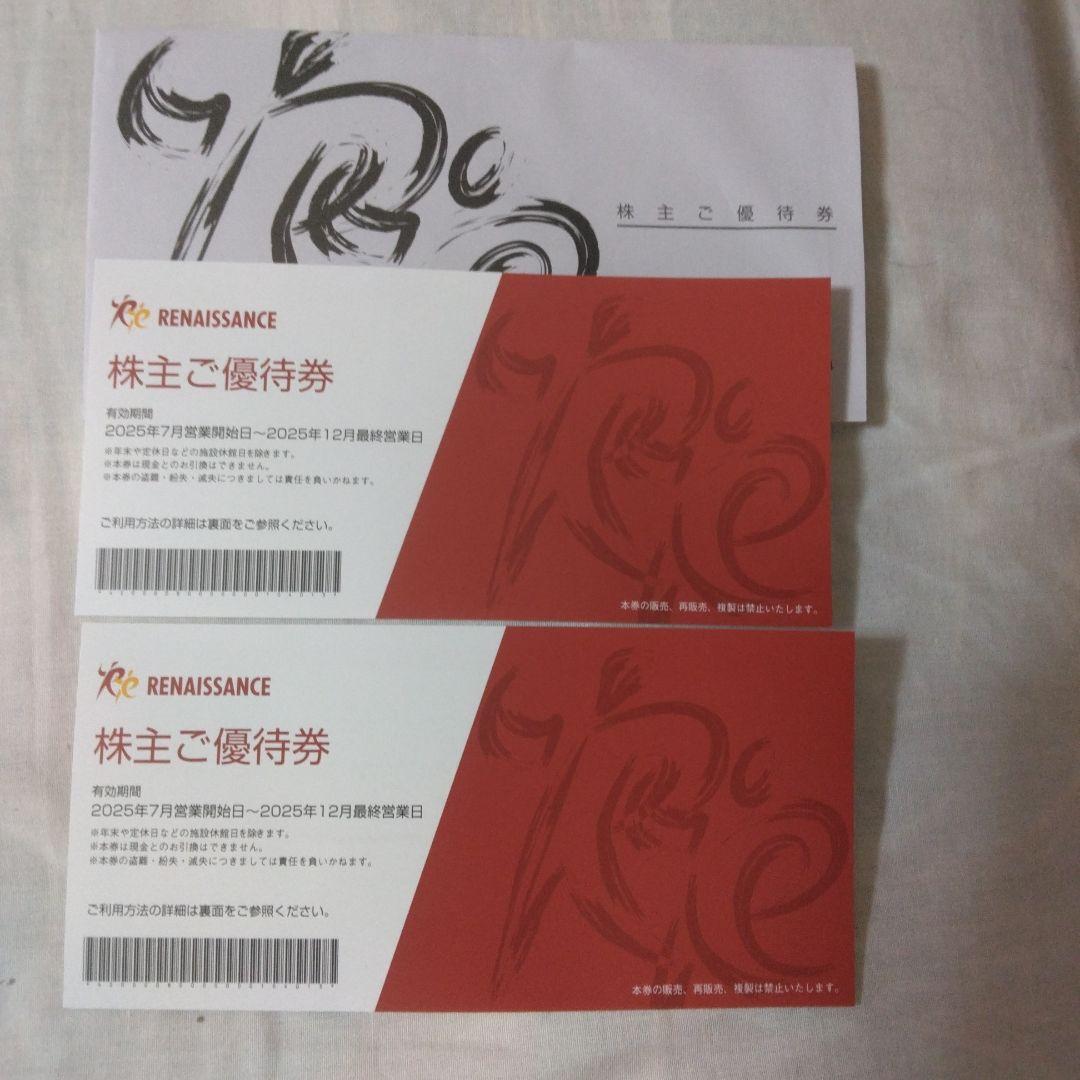 株主ご優待券
RENAISSANCE
株主ご優待券
有効期間
2025年7月営業開始日～2025年12月最終営業日
※年末や定休日などの施設休館日を除きます。
※本券は現金とのお引換はできません。
※本券の盗難・紛失・滅失につきましては責任を負いかねます。
ご利用方法の詳細は裏面をご参照ください。
本券の販売、再販売、複製は禁止いたします。
RENAISSANCE
株主ご優待券
有効期間
2025年7月営業開始日～2025年12月最終営業日
※年末や定休日などの施設休館日を除きます。
※本券は現金とのお引換はできません。
※本券の盗難・紛失・滅失につきましては責任を負いかねます。
ご利用方法の詳細は裏面をご参照ください。
本券の販売、再販売、複製は禁止いたします。